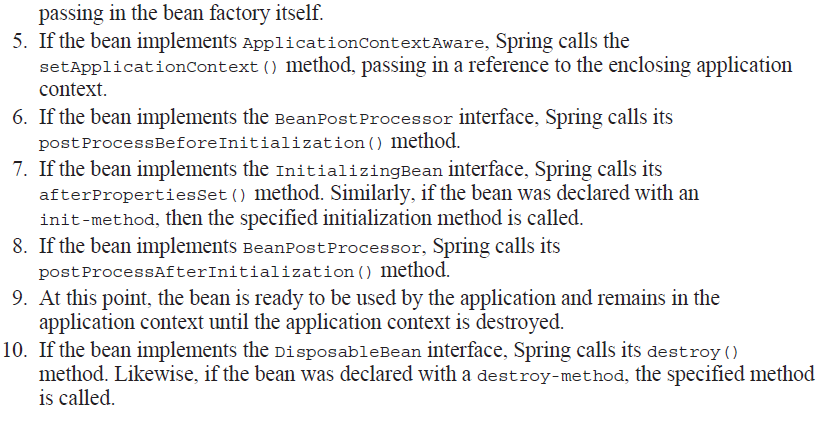 passing in the bean factory itself.
5. If the bean implements ApplicationContextAware, Spring calls the
setApplicationContext() method, passing in a reference to the enclosing application
context.
6. If the bean implements the BeanPostProcessor interface, Spring calls its
postProcessBeforeInitialization() method.
7. If the bean implements the InitializingBean interface, Spring calls its
afterPropertiesSet() method. Similarly, if the bean was declared with an
init-method, then the specified initialization method is called.
8. If the bean implements BeanPostProcessor, Spring calls its
postProcessAfterInitialization() method.
9. At this point, the bean is ready to be used by the application and remains in the
application context until the application context is destroyed.
10. If the bean implements the DisposableBean interface, Spring calls its destroy()
method. Likewise, if the bean was declared with a destroy-method, the specified method
is called.